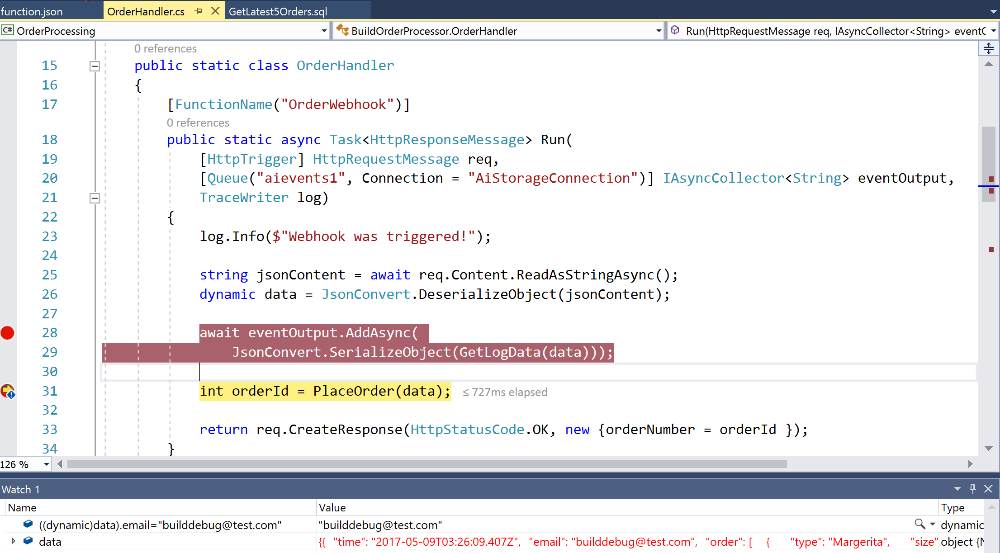 function.json OrderHandler.cs GetLatest5Orders.sql
C# OrderProcessing BuildOrderProcessor.OrderHandler Run(HttpRequestMessage req, IAsyncCollector<String> event
0 references
15 public static class OrderHandler
16 {
17 [FunctionName("OrderWebhook")]
0 references
18 public static async Task<HttpResponseMessage> Run(
19 [HttpTrigger] HttpRequestMessage req,
20 [Queue("aievents1", Connection = "AiStorageConnection")] IAsyncCollector<String> eventOutput,
21 TraceWriter log)
22 {
23 log.Info($"Webhook was triggered!");
24
25 string jsonContent = await req.Content.ReadAsStringAsync();
26 dynamic data = JsonConvert.DeserializeObject(jsonContent);
27
28 await eventOutput.AddAsync(
29 JsonConvert.SerializeObject(GetLogData(data)));
30
31 int orderId = PlaceOrder(data); ≤ 727ms elapsed
32
33 return req.CreateResponse(HttpStatusCode.OK, new {orderNumber = orderId });
34 }
126 %
Watch 1
Name Value Type
((dynamic)data).email="builddebug@test.com" "builddebug@test.com" dynamic
data {{ "time": "2017-05-09T03:26:09.407Z", "email": "builddebug@test.com", "order": [ { "type": "Margerita", "size" object {